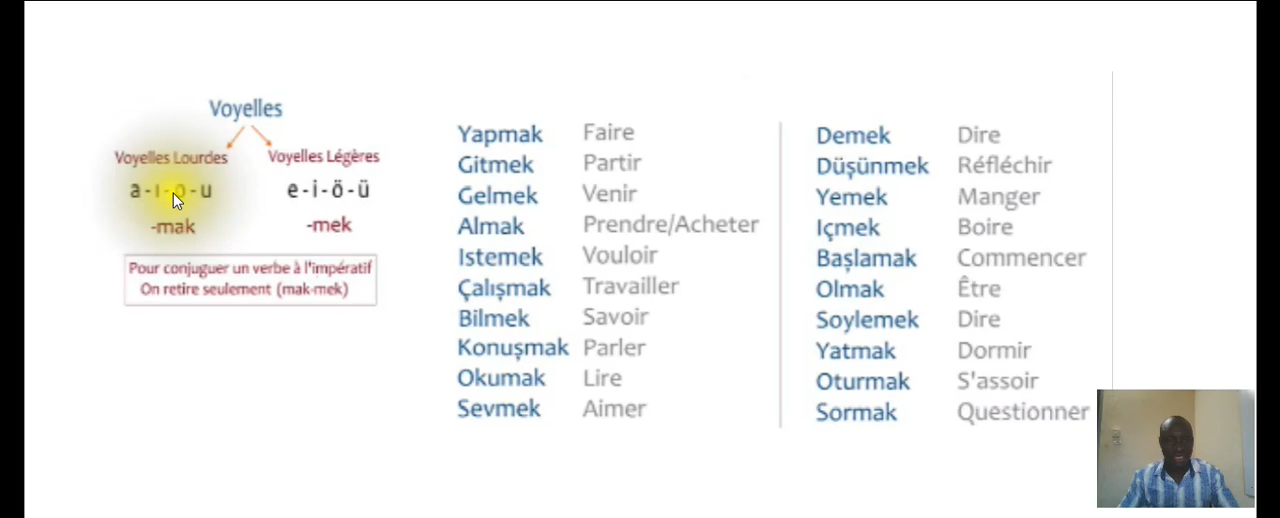 Voyelles
Voyelles Lourdes
Voyelles Légères
a - ı - o - u
e - i - ö - ü
-mak
-mek
Pour conjuguer un verbe à l'impératif
On retire seulement (mak-mek)
Yapmak Faire
Gitmek Partir
Gelmek Venir
Almak Prendre/Acheter
Istemek Vouloir
Çalışmak Travailler
Bilmek Savoir
Konuşmak Parler
Okumak Lire
Sevmek Aimer
Demek Dire
Düşünmek Réfléchir
Yemek Manger
Içmek Boire
Başlamak Commencer
Olmak Être
Soylemek Dire
Yatmak Dormir
Oturmak S'assoir
Sormak Questionner